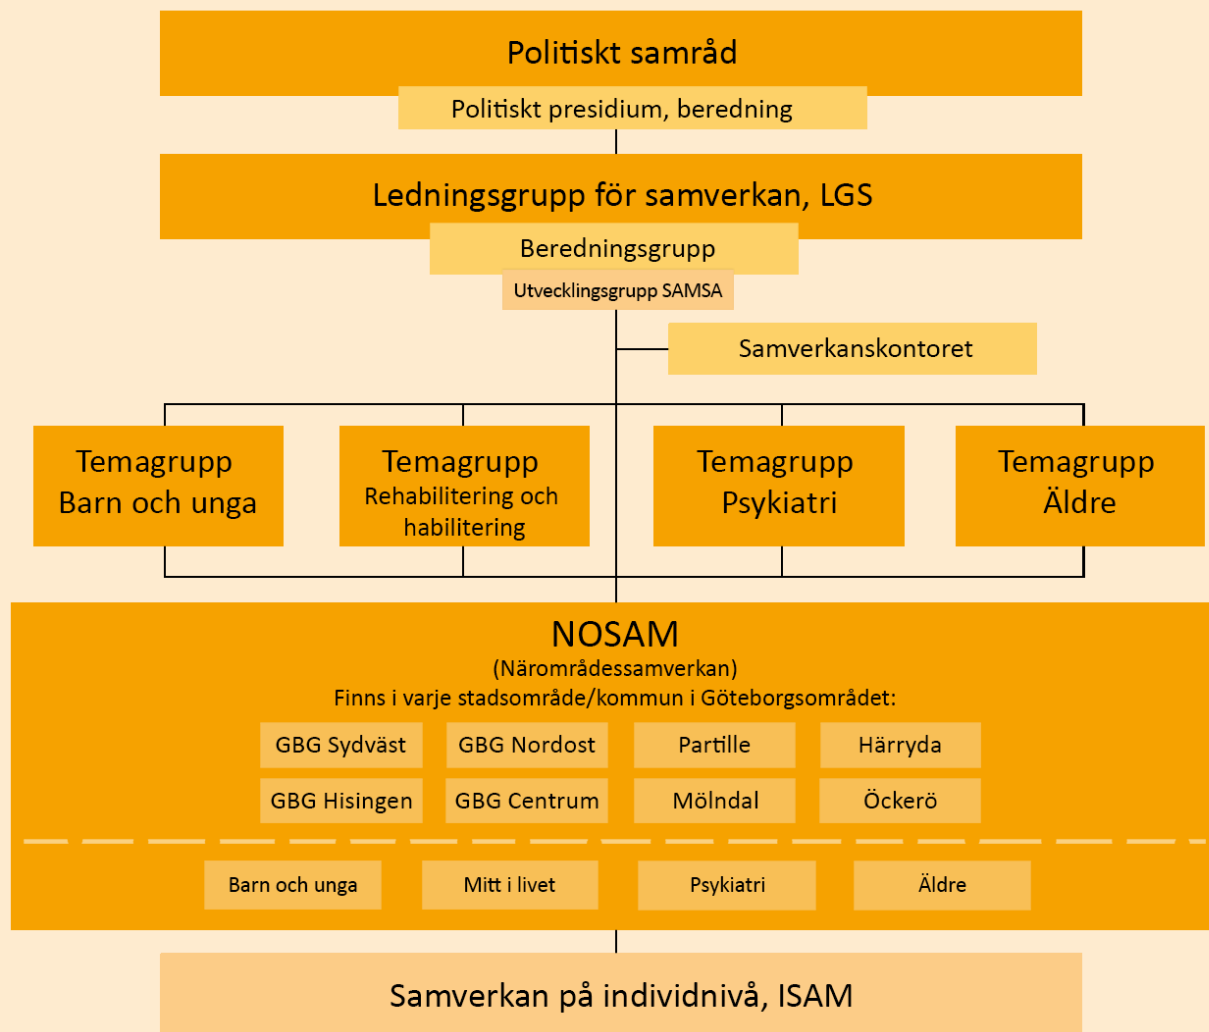 Politiskt samråd
Politiskt presidium, beredning
Ledningsgrupp för samverkan, LGS
Beredningsgrupp
Utvecklingsgrupp SAMSA
Samverkanskontoret
Temagrupp
Barn och unga
Temagrupp
Rehabilitering och
habilitering
Temagrupp
Psykiatri
Temagrupp
Äldre
NOSAM
(Närområdessamverkan)
Finns i varje stadsområde/kommun i Göteborgsområdet:
GBG Sydväst
GBG Nordost
Partille
Härryda
GBG Hisingen
GBG Centrum
Mölndal
Öckerö
Barn och unga
Mitt i livet
Psykiatri
Äldre
Samverkan på individnivå, ISAM